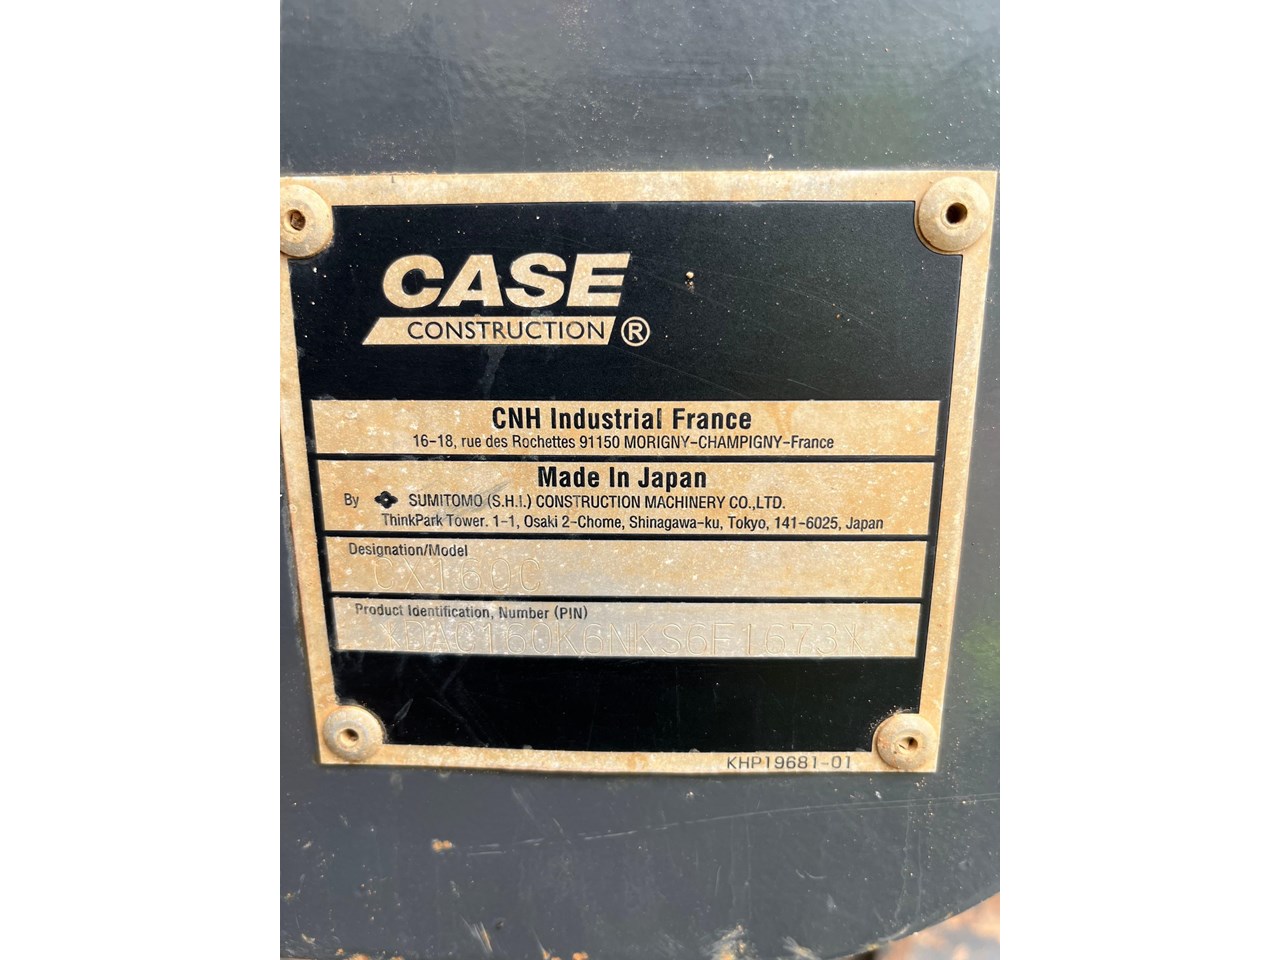 CASE
CONSTRUCTION ®
CNH Industrial France
16-18, rue des Rochettes 91150 MORIGNY-CHAMPIGNY-France
Made In Japan
By SUMITOMO (S.H.I.) CONSTRUCTION MACHINERY CO.,LTD.
ThinkPark Tower. 1-1, Osaki 2-Chome, Shinagawa-ku, Tokyo, 141-6025, Japan
Designation/Model
CX160C
Product Identification, Number (PIN)
KHP19681-01